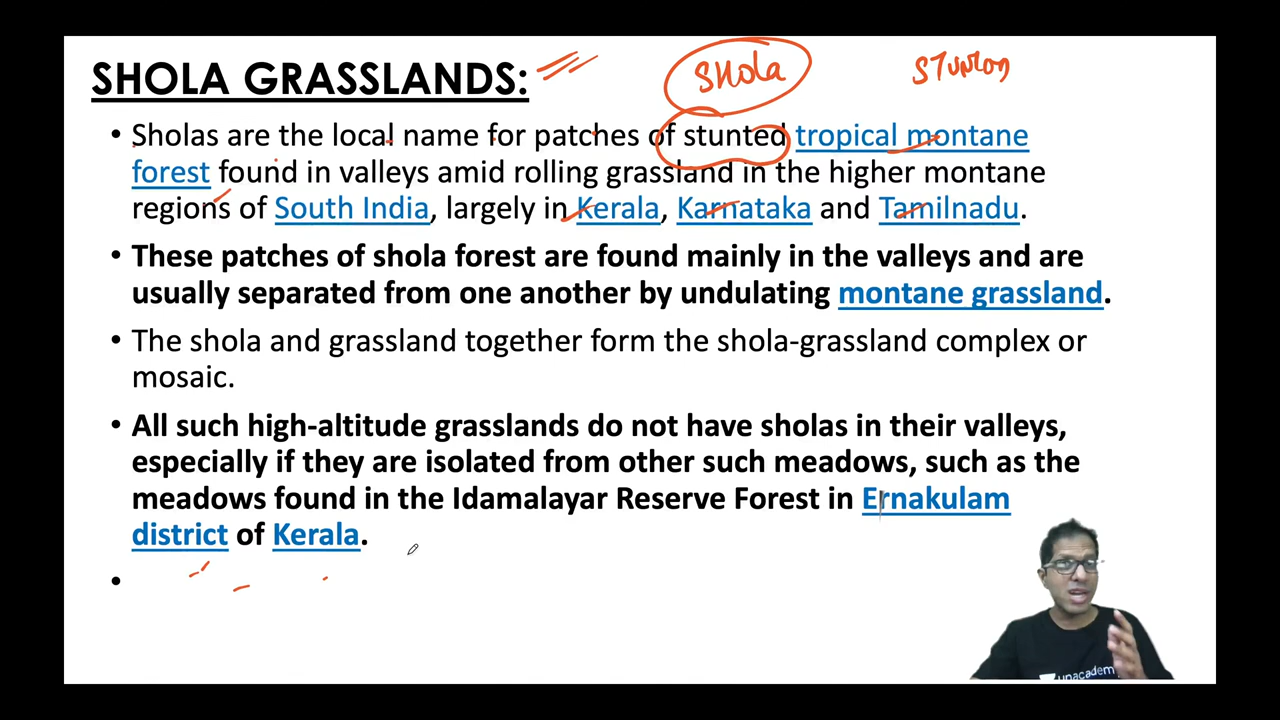 SHOLA GRASSLANDS:
SHola
• Sholas are the local name for patches of stunted tropical montane
forest found in valleys amid rolling grassland in the higher montane
regions of South India, largely in Kerala, Karnataka and Tamilnadu.
• These patches of shola forest are found mainly in the valleys and are
usually separated from one another by undulating montane grassland.
• The shola and grassland together form the shola-grassland complex or
mosaic.
• All such high-altitude grasslands do not have sholas in their valleys,
especially if they are isolated from other such meadows, such as the
meadows found in the Idamalayar Reserve Forest in Ernakulam
district of Kerala.
•
unacadem